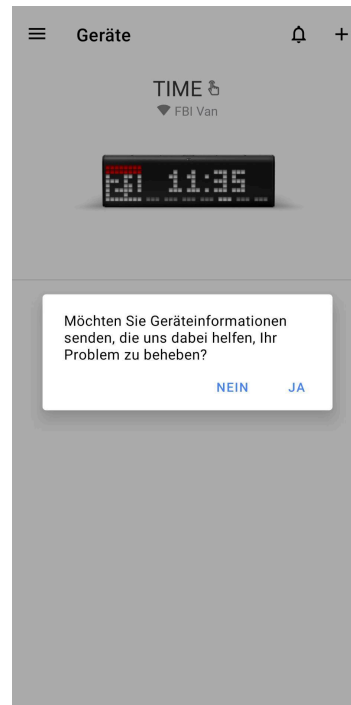 Geräte
TIME
FBI Van
11:35
Möchten Sie Geräteinformationen
senden, die uns dabei helfen, Ihr
Problem zu beheben?
NEIN
JA